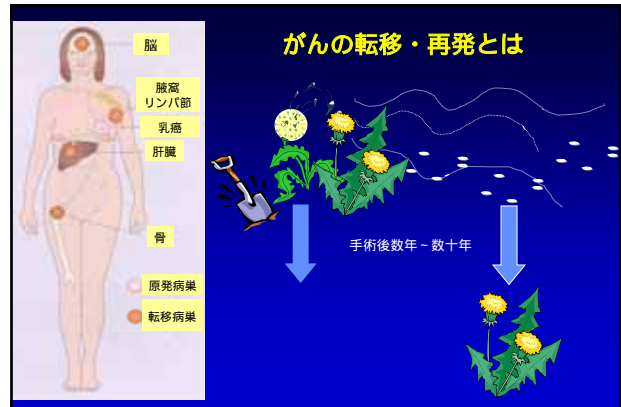 がんの転移・再発とは
脳
腋窩
リンパ節
乳癌
肝臓
骨
原発病巣
転移病巣
手術後数年～数十年